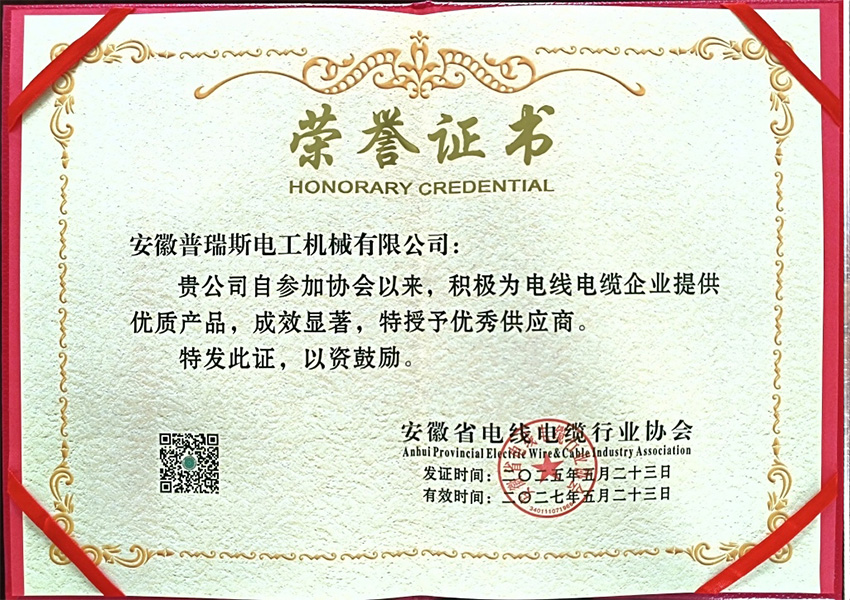 荣誉证书
HONORARY CREDENTIAL
安徽普瑞斯电工机械有限公司：
贵公司自参加协会以来，积极为电线电缆企业提供
优质产品，成效显著，特授予优秀供应商。
特发此证，以资鼓励。
安徽省电线电缆行业协会
Anhui Provincial Electric Wire&Cable Industry Association
发证时间：二〇二五年五月二十三日
有效时间：二〇二七年五月二十三日